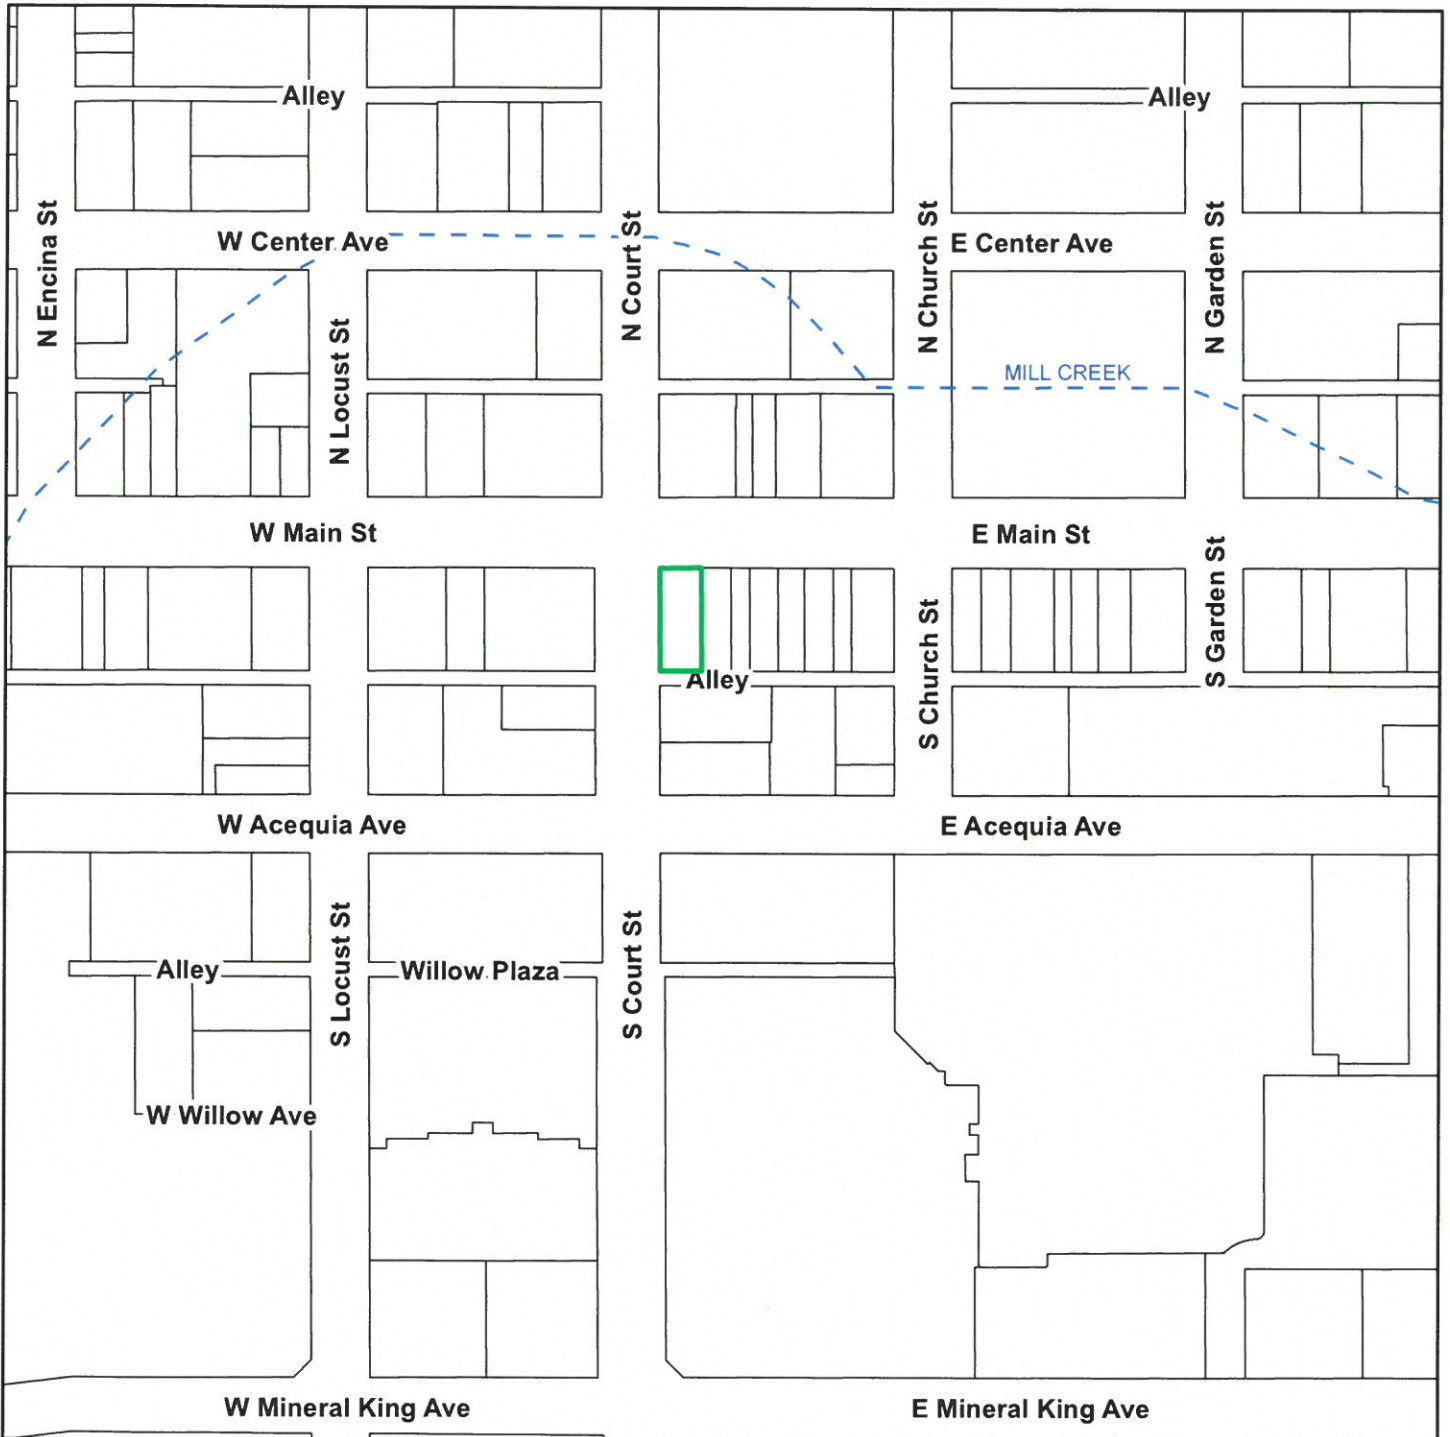 Alley
Alley
N Encina St
W Center Ave
N Court St
N Church St
E Center Ave
N Garden St
N Locust St
MILL CREEK
W Main St
E Main St
S Garden St
S Church St
Alley
W Acequia Ave
E Acequia Ave
S Locust St
S Court St
Alley
Willow Plaza
W Willow Ave
W Mineral King Ave
E Mineral King Ave